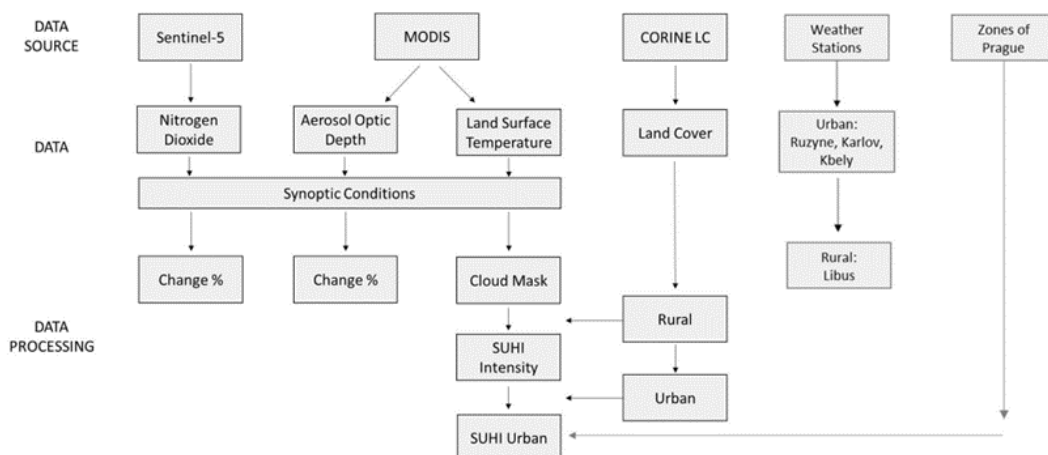 DATA
SOURCE
Sentinel-5
MODIS
CORINE LC
Weather
Stations
Zones of
Prague
DATA
Nitrogen
Dioxide
Aerosol Optic
Depth
Land Surface
Temperature
Land Cover
Urban:
Ruzyne, Karlov,
Kbely
Synoptic Conditions
Rural:
Libus
DATA
PROCESSING
Change %
Change %
Cloud Mask
Rural
SUHI
Intensity
Urban
SUHI Urban